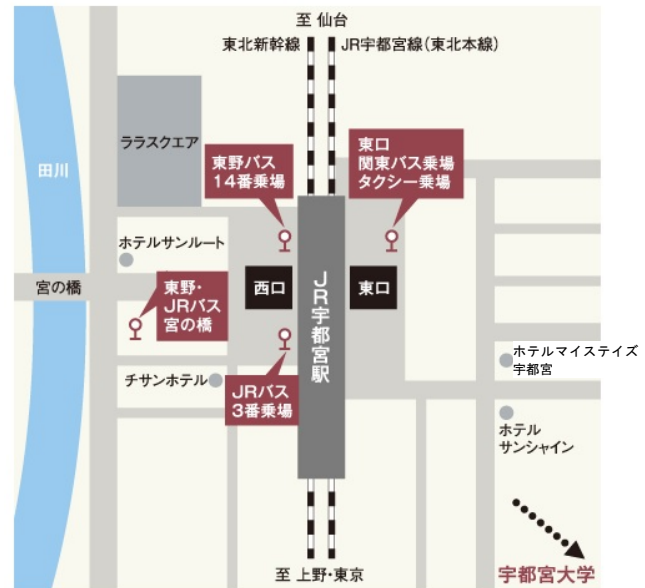 至 仙台
東北新幹線
JR宇都宮線(東北本線)
ララスクエア
東野バス
14番乗場
東口
関東バス乗場
タクシー乗場
田川
ホテルサンルート
宮の橋
東野・
JRバス
宮の橋
西口
JR宇都宮駅
東口
ホテルマイステイズ
宇都宮
チサンホテル
JRバス
3番乗場
ホテル
サンシャイン
至 上野・東京
宇都宮大学